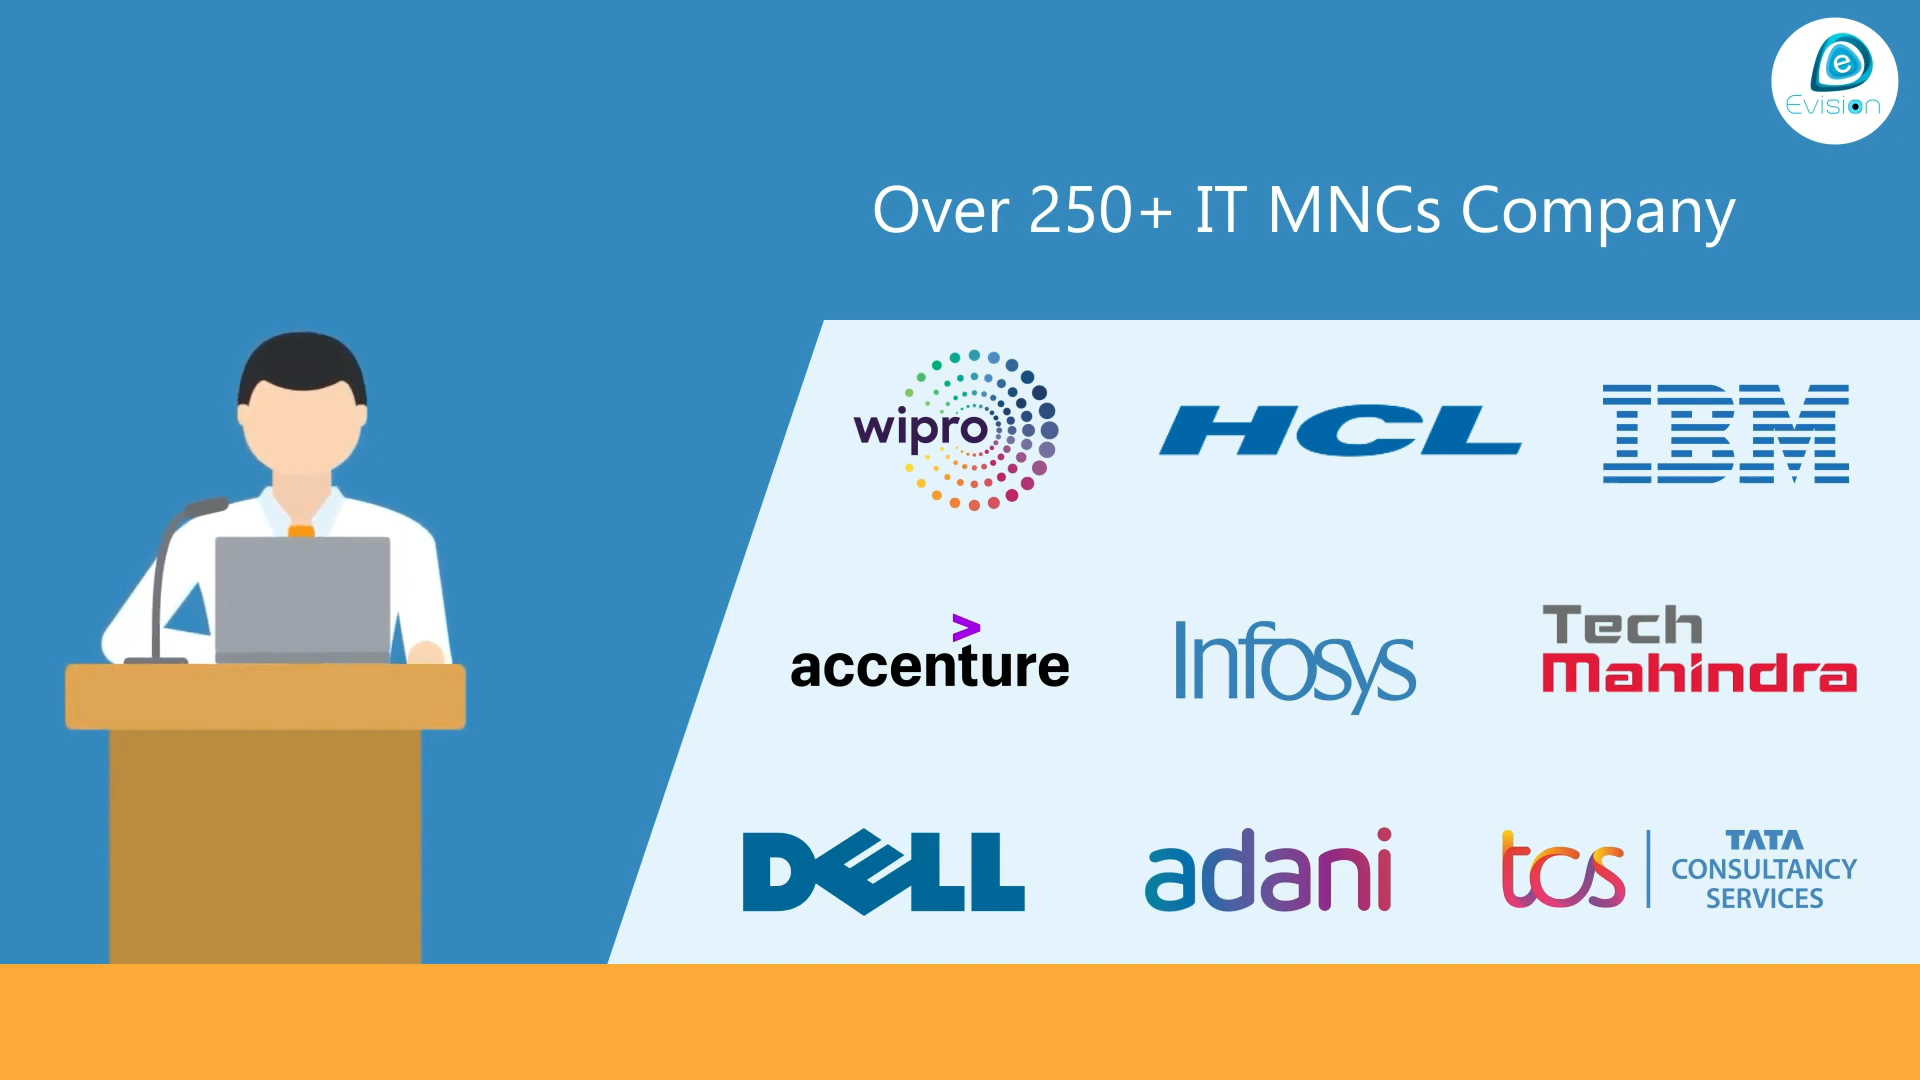 e
Evision
Over 250+ IT MNCs Company
wipro
HCL
IBM
>
accenture
Infosys
Tech
Mahindra
DELL
adani
tcs
TATA
CONSULTANCY
SERVICES